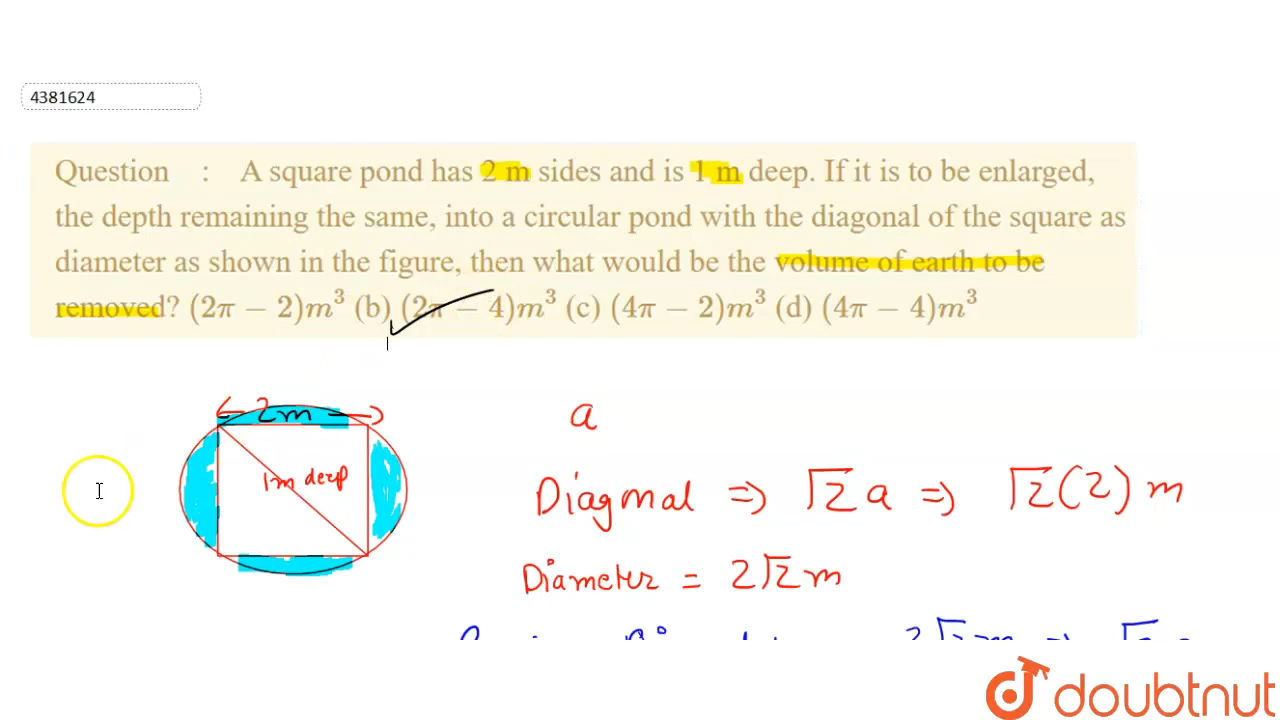 4381624
Question : A square pond has 2 m sides and is 1 m deep. If it is to be enlarged,
the depth remaining the same, into a circular pond with the diagonal of the square as
diameter as shown in the figure, then what would be the volume of earth to be
removed? (2π − 2)m³ (b) (2π − 4)m³ (c) (4π − 2)m³ (d) (4π − 4)m³
2m
a
1m deep
Diagonal ⇒ √2 a ⇒ √2 (2) m
Diameter = 2√2 m
doubtnut